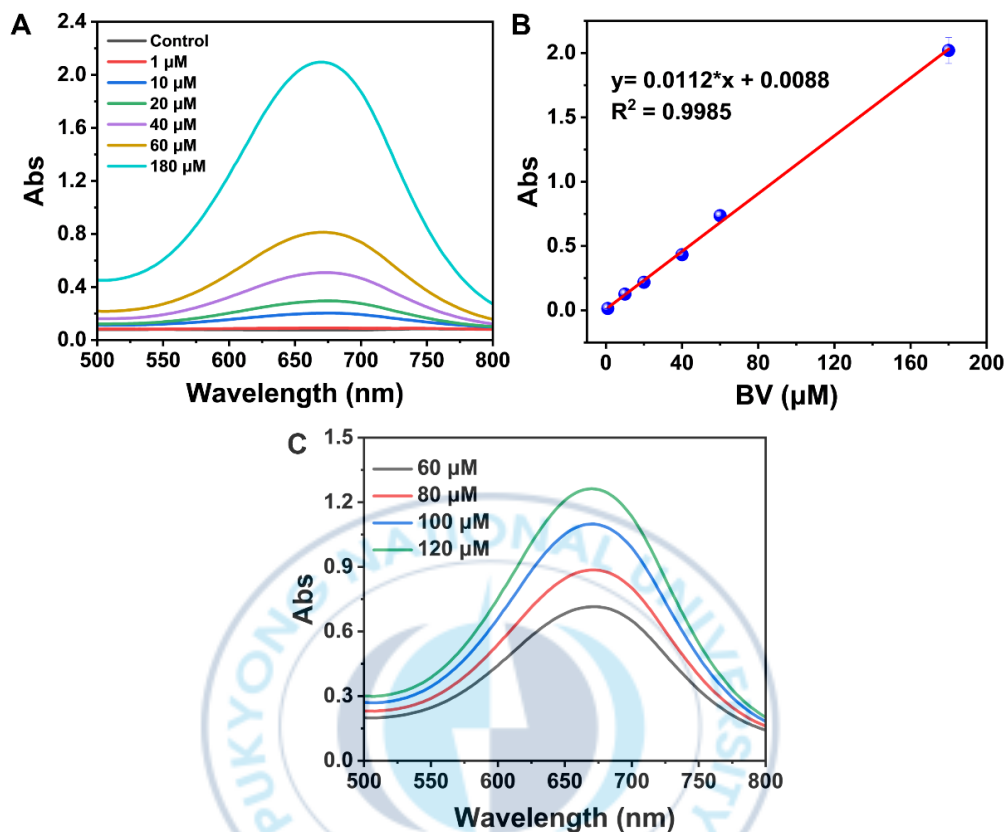 A
Abs
2.4
2.0
1.6
1.2
0.8
0.4
0.0
Control
1 µM
10 µM
20 µM
40 µM
60 µM
180 µM
500 550 600 650 700 750 800
Wavelength (nm)
B
Abs
2.0
1.5
1.0
0.5
0.0
y= 0.0112*x + 0.0088
R² = 0.9985
0 40 80 120 160 200
BV (µM)
C
Abs
1.5
1.2
0.9
0.6
0.3
0.0
60 µM
80 µM
100 µM
120 µM
500 550 600 650 700 750 800
Wavelength (nm)
PUKYONG NATIONAL UNIVERSITY